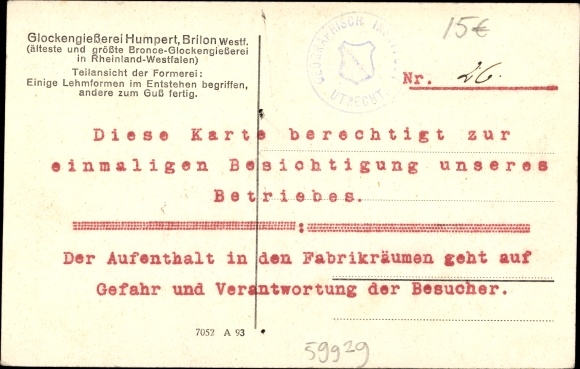 Glockengießerei Humpert, Brilon Westf.
(älteste und größte Bronce-Glockengießerei
in Rheinland-Westfalen)
Teilansicht der Formerei:
Einige Lehmformen im Entstehen begriffen,
andere zum Guß fertig.
GEOGRAPHISCH
UTRECHT
15€
Nr. 26.
Diese Karte berechtigt zur
einmaligen Besichtigung unseres
Betriebes.
:
Der Aufenthalt in den Fabrikräumen geht auf
Gefahr und Verantwortung der Besucher.
7052 A 93
59929